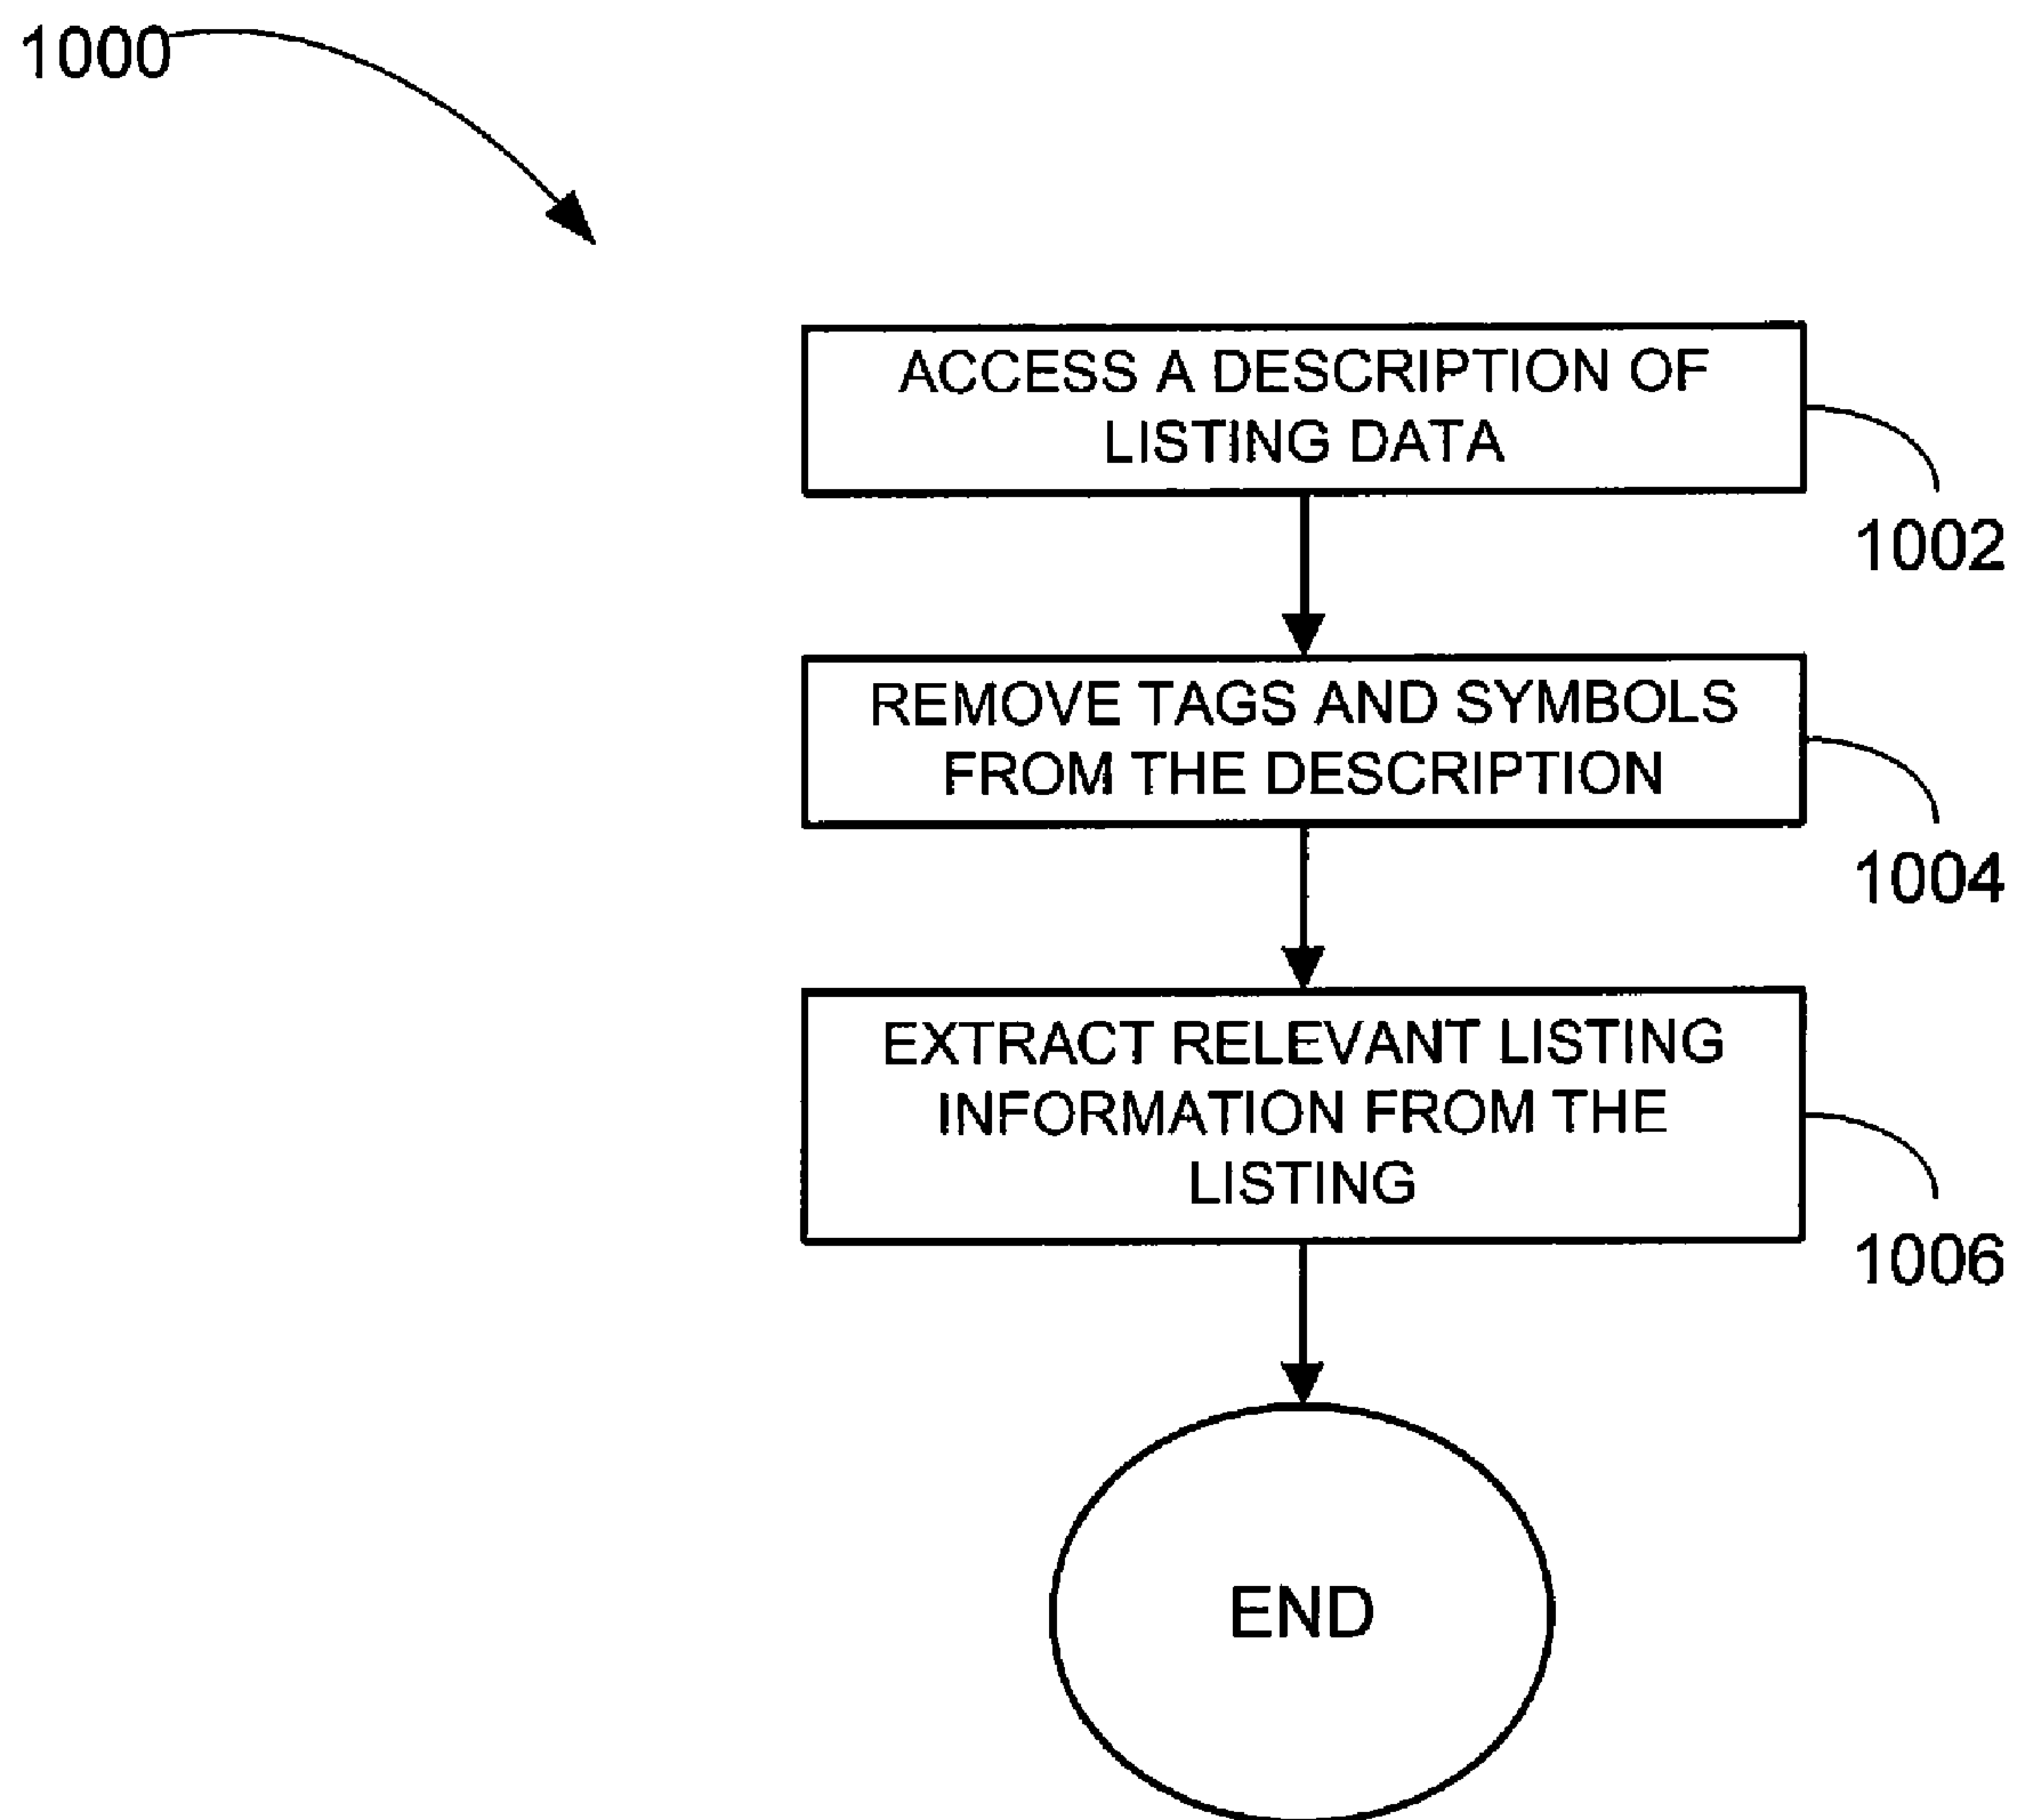 1000
ACCESS A DESCRIPTION OF
LISTING DATA
1002
REMOVE TAGS AND SYMBOLS
FROM THE DESCRIPTION
1004
EXTRACT RELEVANT LISTING
INFORMATION FROM THE
LISTING
1006
END